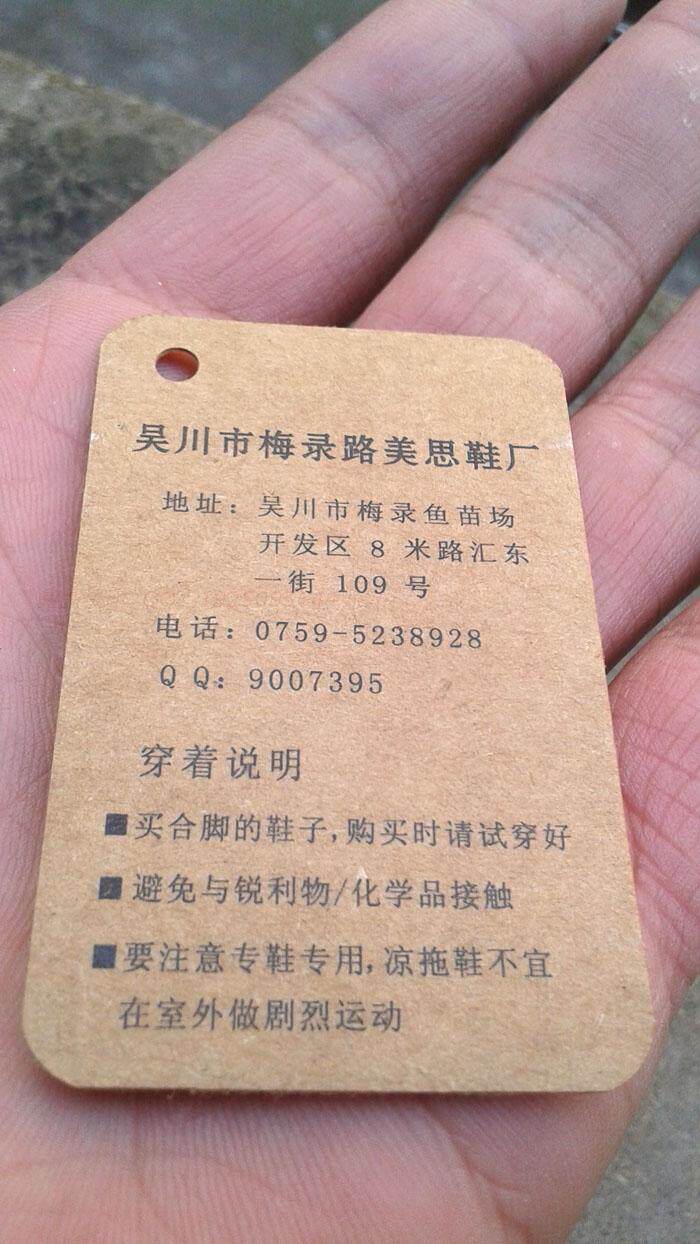 吴川市梅录路美思鞋厂
地址：吴川市梅录鱼苗场
开发区 8 米路汇东
一街 109 号
电话：0759-5238928
QQ：9007395
穿着说明
■买合脚的鞋子,购买时请试穿好
■避免与锐利物/化学品接触
■要注意专鞋专用,凉拖鞋不宜
在室外做剧烈运动